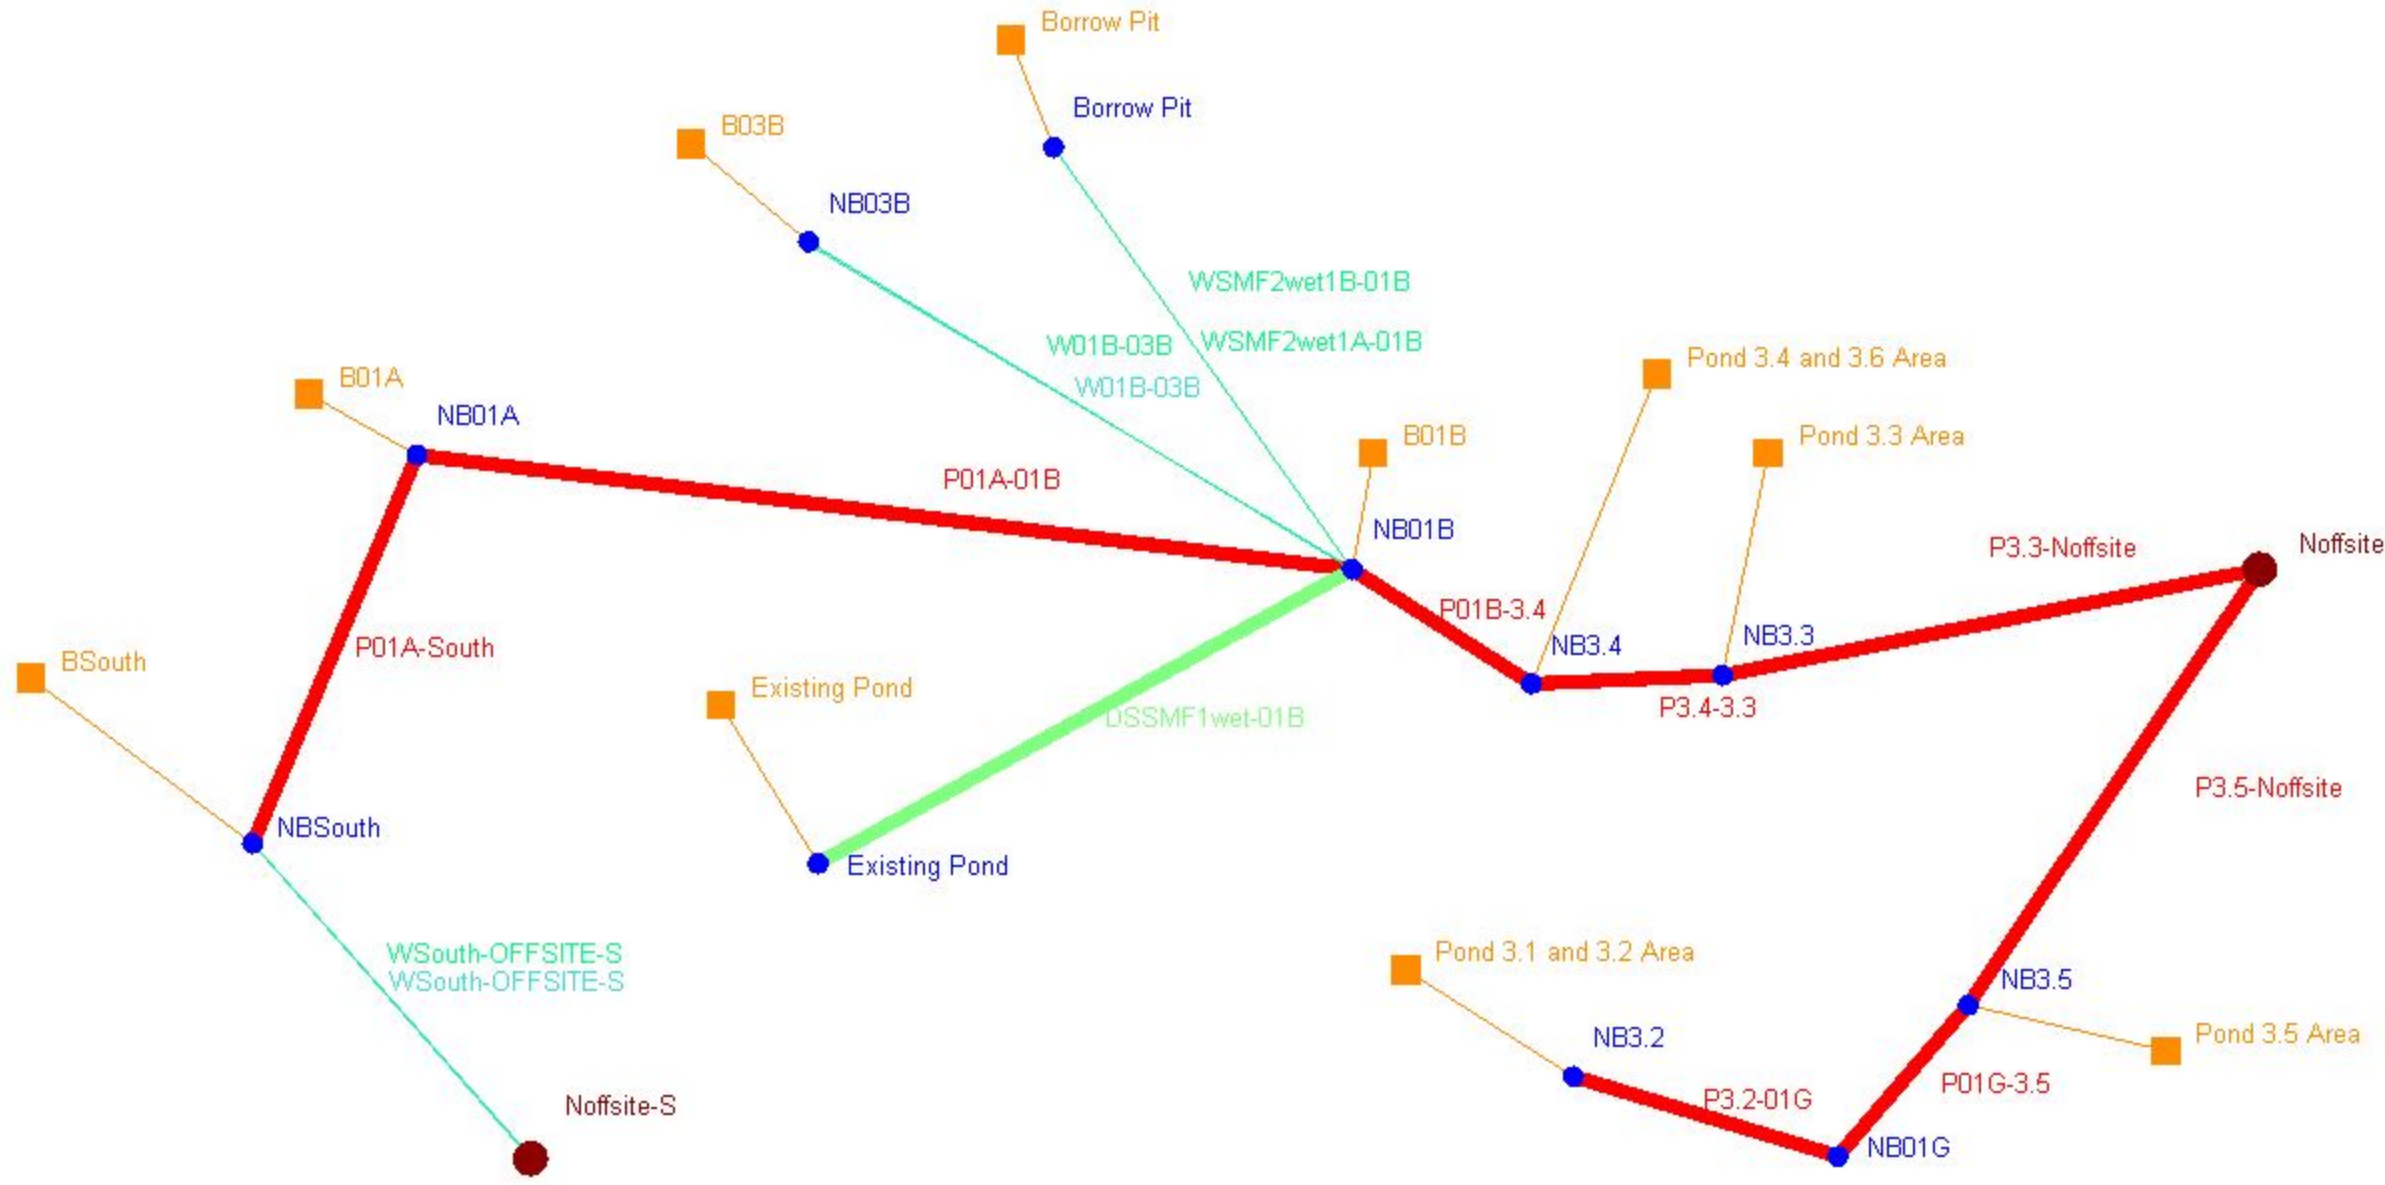 Borrow Pit
Borrow Pit
B03B
NB03B
WSMF2wet1B-01B
W01B-03B
WSMF2wet1A-01B
W01B-03B
Pond 3.4 and 3.6 Area
B01A
NB01A
B01B
Pond 3.3 Area
P01A-01B
NB01B
P3.3-Noffsite
Noffsite
P01B-3.4
NB3.4
NB3.3
P01A-South
BSouth
Existing Pond
P3.4-3.3
DSSMF1wet-01B
P3.5-Noffsite
NBSouth
Existing Pond
WSouth-OFFSITE-S
WSouth-OFFSITE-S
Pond 3.1 and 3.2 Area
NB3.5
NB3.2
Pond 3.5 Area
P01G-3.5
P3.2-01G
Noffsite-S
NB01G